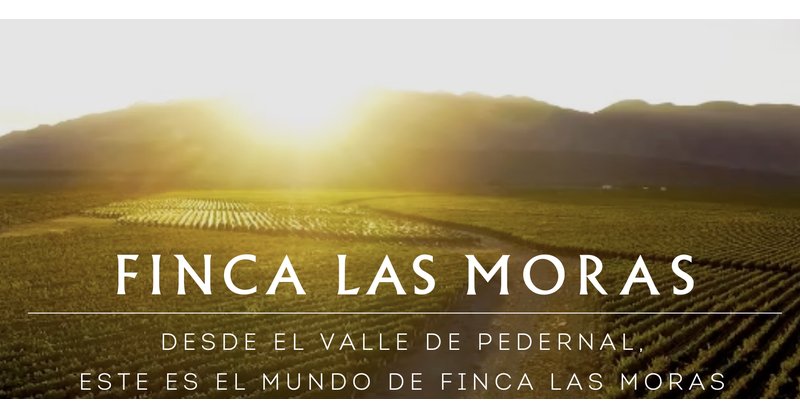 FINCA LAS MORAS
DESDE EL VALLE DE PEDERNAL,
ESTE ES EL MUNDO DE FINCA LAS MORAS